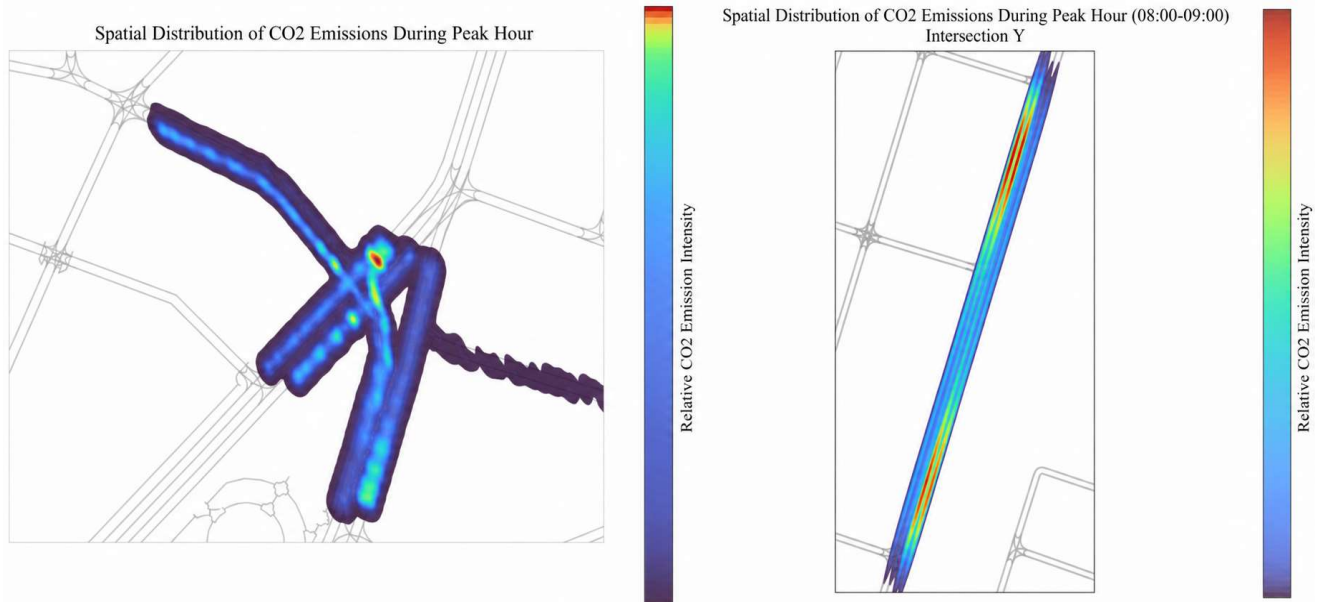 Spatial Distribution of CO2 Emissions During Peak Hour
Relative CO2 Emission Intensity
Spatial Distribution of CO2 Emissions During Peak Hour (08:00-09:00)
Intersection Y
Relative CO2 Emission Intensity